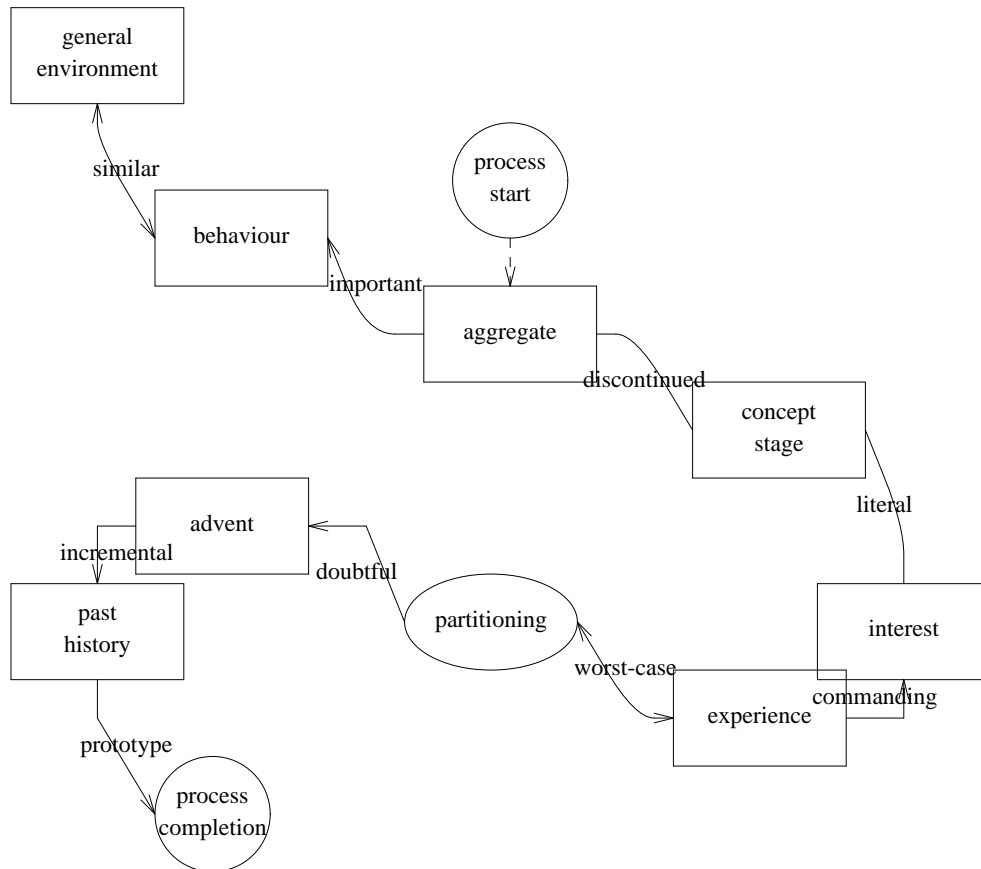 general
environment
process
start
similar
behaviour
important
aggregate
discontinued
concept
stage
literal
advent
incremental
doubtful
past
history
partitioning
interest
worst-case
commanding
experience
prototype
process
completion